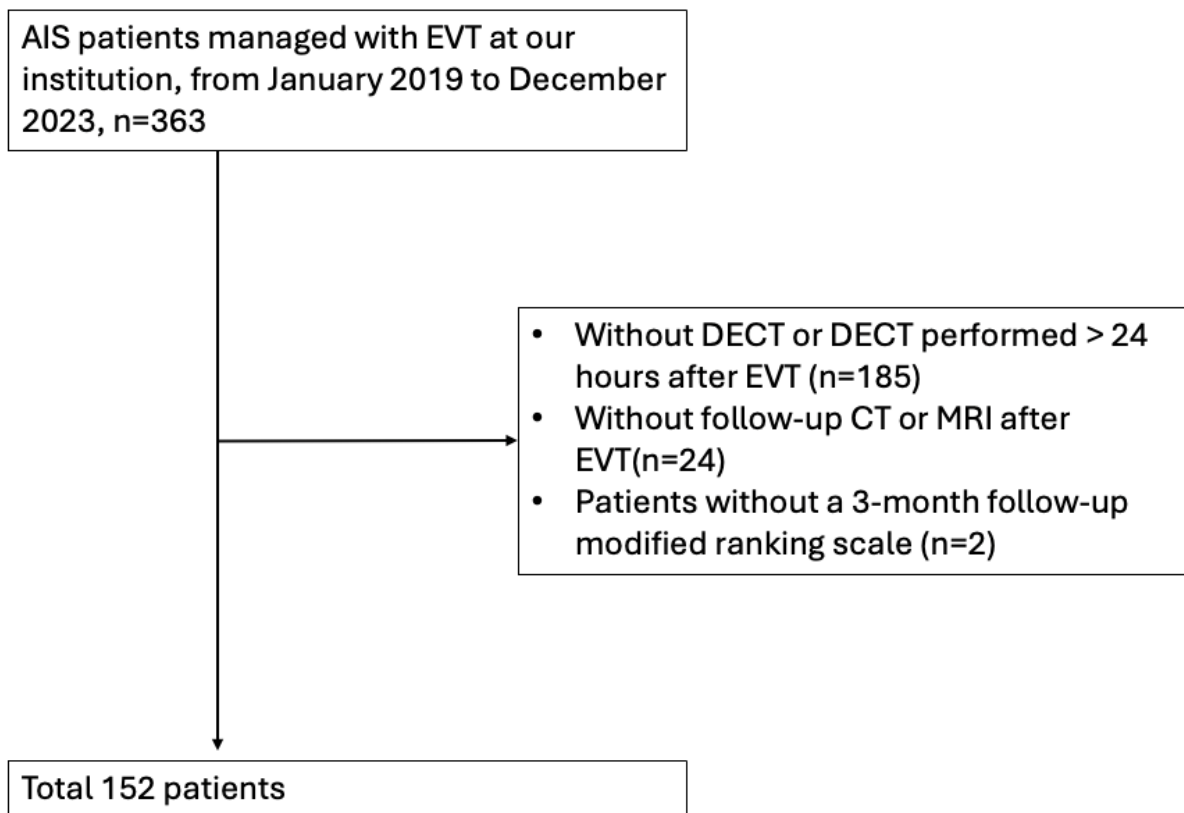 AIS patients managed with EVT at our
institution, from January 2019 to December
2023, n=363
• Without DECT or DECT performed > 24
hours after EVT (n=185)
• Without follow-up CT or MRI after
EVT(n=24)
• Patients without a 3-month follow-up
modified ranking scale (n=2)
Total 152 patients